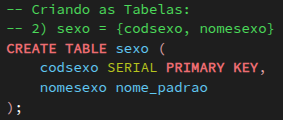 -- Criando as Tabelas:
-- 2) sexo = {codsexo, nomesexo}
CREATE TABLE sexo (
    codsexo SERIAL PRIMARY KEY,
    nomesexo nome_padrao
);